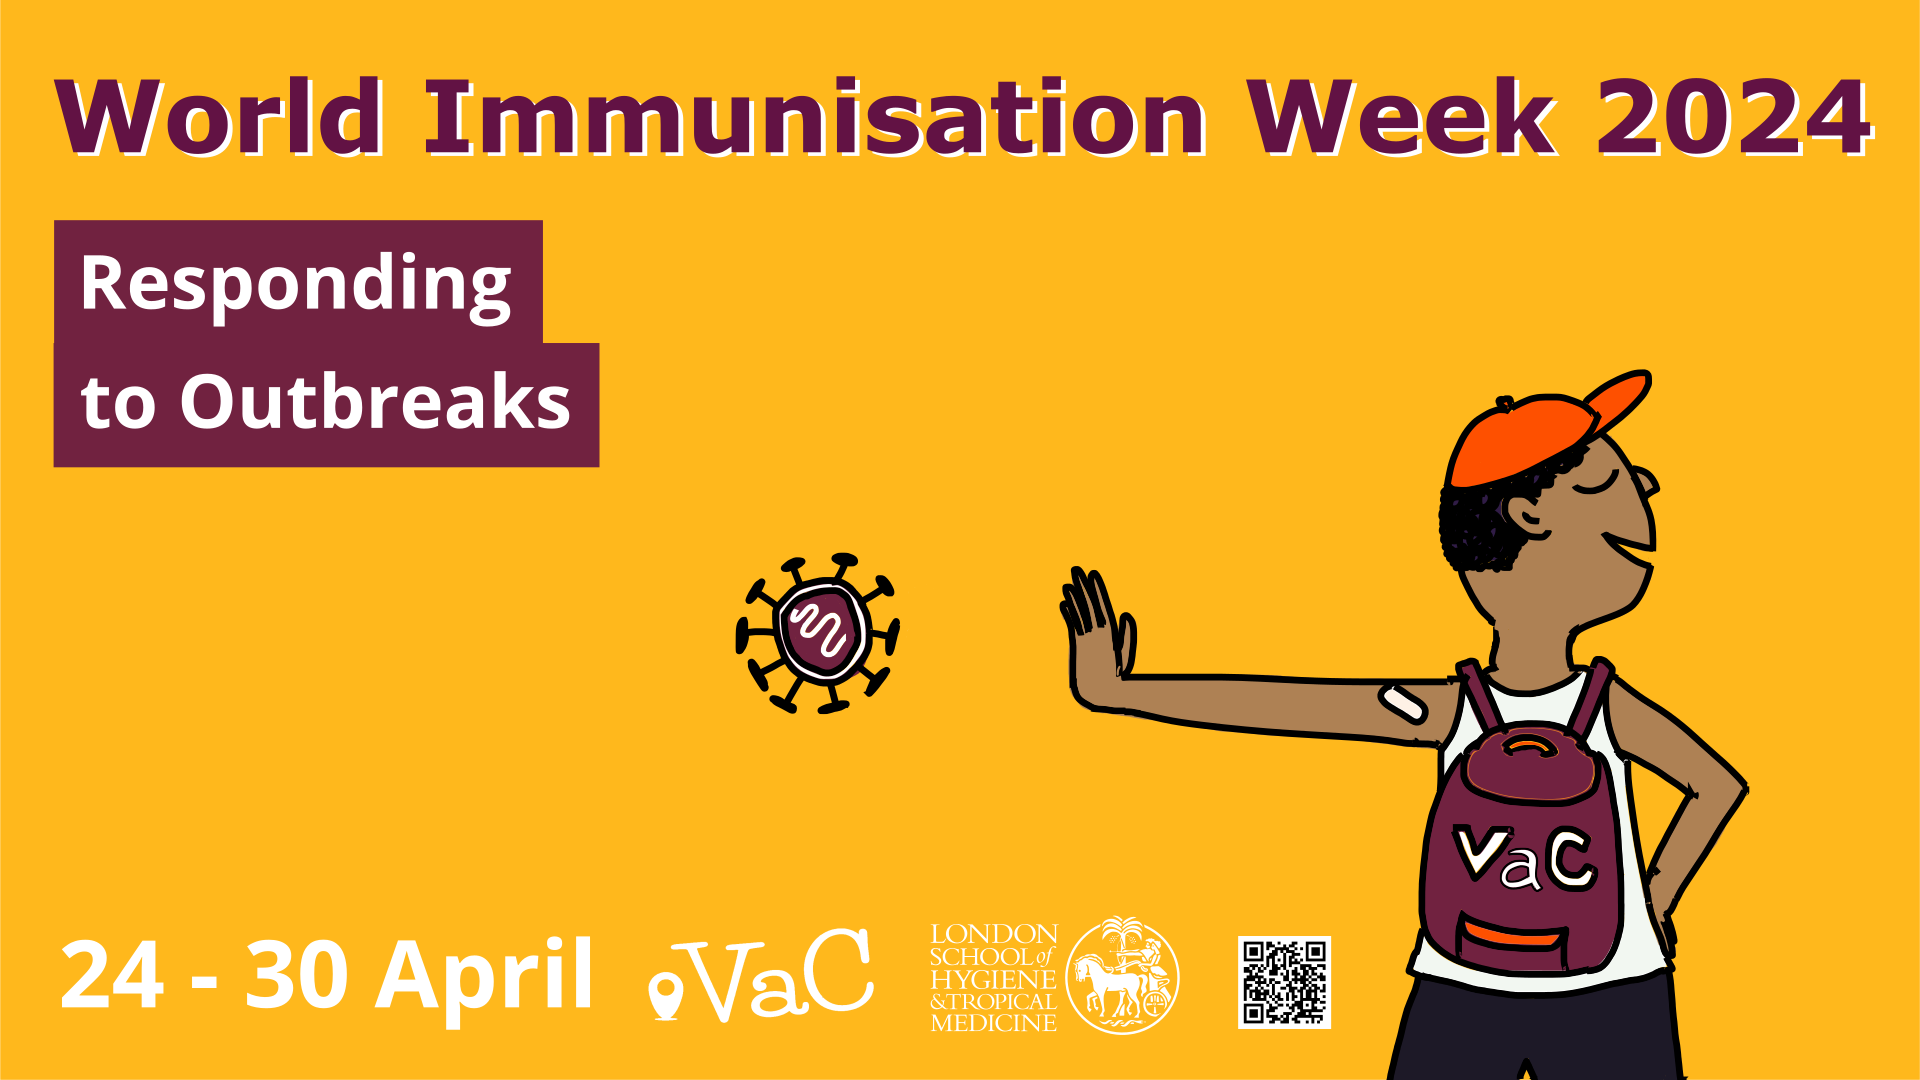 World Immunisation Week 2024
Responding
to Outbreaks
VaC
24 - 30 April
VaC
LONDON
SCHOOL of
HYGIENE
& TROPICAL
MEDICINE